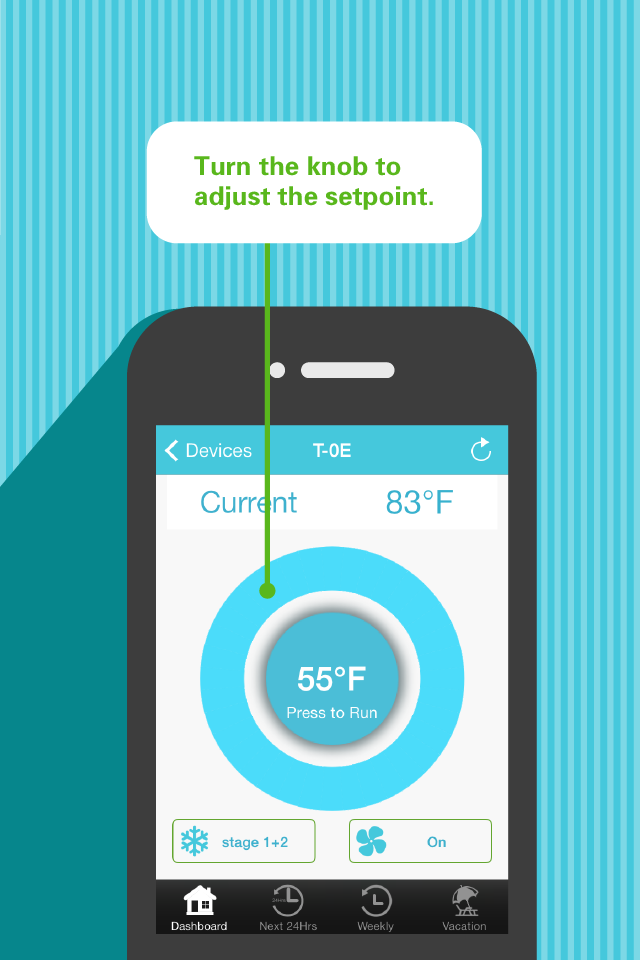 Turn the knob to
adjust the setpoint.
Devices T-0E
Current 83°F
55°F
Press to Run
stage 1+2 On
Dashboard Next 24Hrs Weekly Vacation